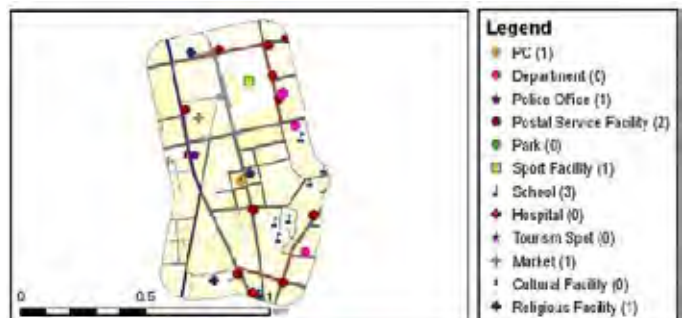 Legend
PC (1)
Department (0)
Police Office (1)
Postal Service Facility (2)
Park (0)
Sport Facility (1)
School (3)
Hospital (0)
Tourism Spot (0)
Market (1)
Cultural Facility (0)
Religious Facility (1)
0 0.5 1